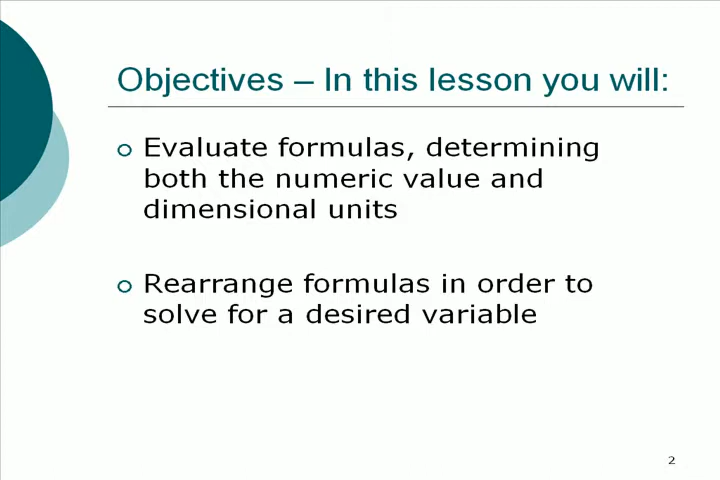 Objectives – In this lesson you will:
Evaluate formulas, determining
both the numeric value and
dimensional units
Rearrange formulas in order to
solve for a desired variable
2